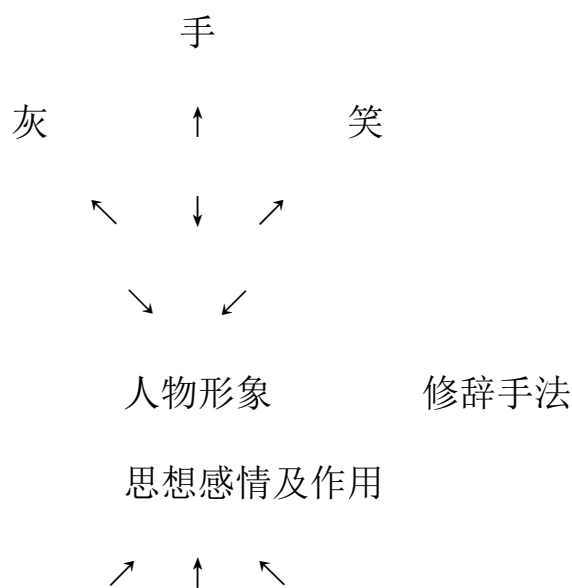 手
灰 ↑ 笑
↖ ↓ ↗
↘ ↙
人物形象 修辞手法
思想感情及作用
↗ ↑ ↖